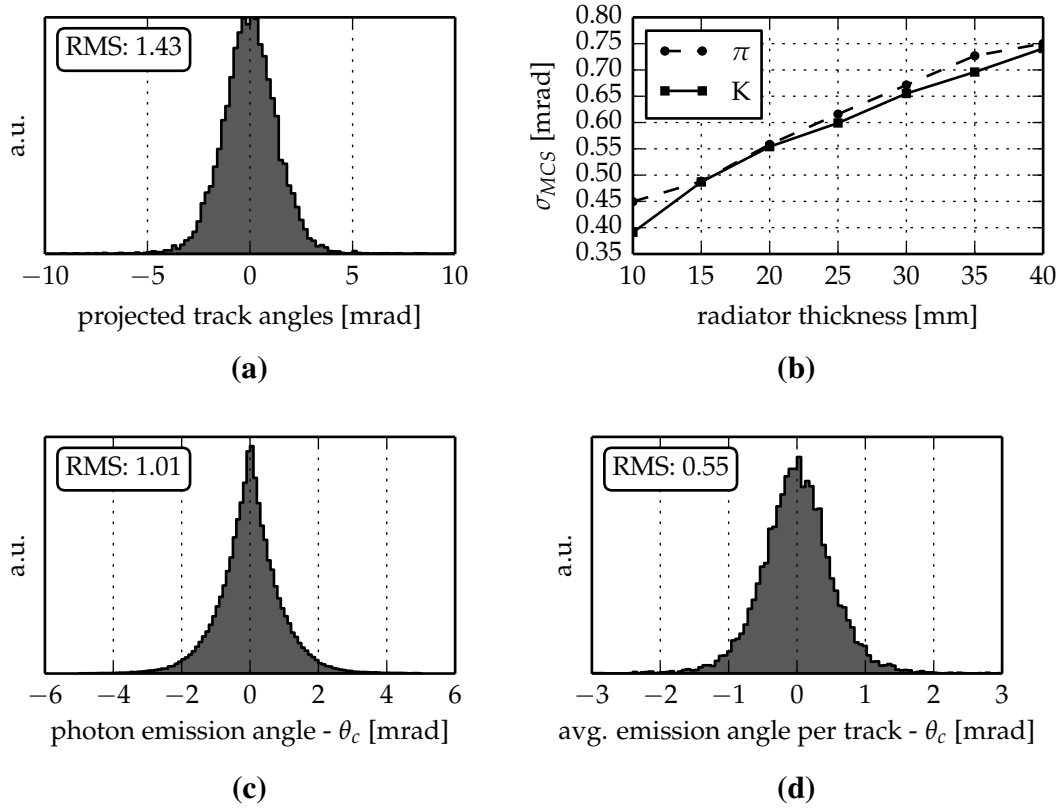 RMS: 1.43
a.u.
−10 −5 0 5 10
projected track angles [mrad]
(a)
0.80
0.75
0.70
0.65
0.60
0.55
0.50
0.45
0.40
0.35
σMCS [mrad]
π
K
10 15 20 25 30 35 40
radiator thickness [mm]
(b)
RMS: 1.01
a.u.
−6 −4 −2 0 2 4 6
photon emission angle - θc [mrad]
(c)
RMS: 0.55
a.u.
−3 −2 −1 0 1 2 3
avg. emission angle per track - θc [mrad]
(d)